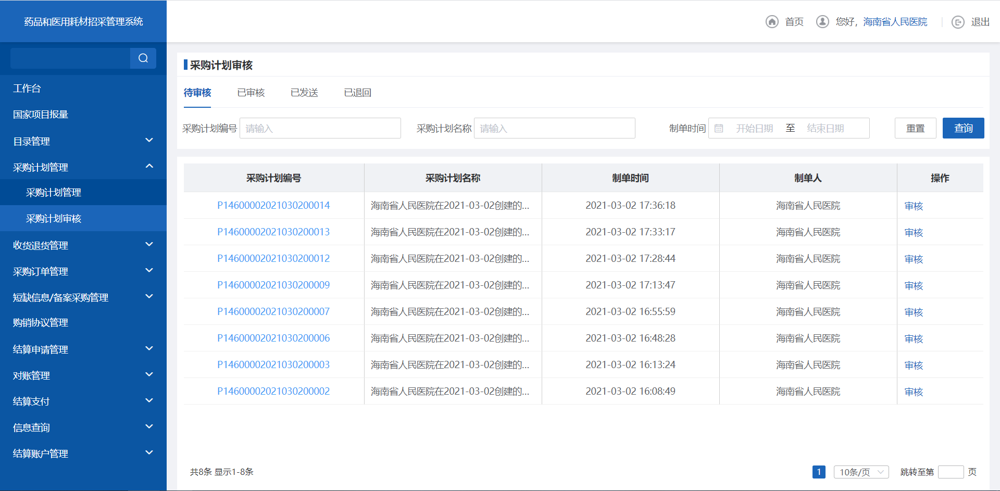 药品和医用耗材招采管理系统
首页 您好，海南省人民医院 退出
工作台
国家项目报量
目录管理
采购计划管理
采购计划管理
采购计划审核
收货退货管理
采购订单管理
短缺信息/备案采购管理
购销协议管理
结算申请管理
对账管理
结算支付
信息查询
结算账户管理
采购计划审核
待审核 已审核 已发送 已退回
采购计划编号 请输入 采购计划名称 请输入 制单时间 开始日期 至 结束日期 重置 查询
采购计划编号 采购计划名称 制单时间 制单人 操作
P14600002021030200014 海南省人民医院在2021-03-02创建的... 2021-03-02 17:36:18 海南省人民医院 审核
P14600002021030200013 海南省人民医院在2021-03-02创建的... 2021-03-02 17:33:17 海南省人民医院 审核
P14600002021030200012 海南省人民医院在2021-03-02创建的... 2021-03-02 17:28:44 海南省人民医院 审核
P14600002021030200009 海南省人民医院在2021-03-02创建的... 2021-03-02 17:13:47 海南省人民医院 审核
P14600002021030200007 海南省人民医院在2021-03-02创建的... 2021-03-02 16:55:59 海南省人民医院 审核
P14600002021030200006 海南省人民医院在2021-03-02创建的... 2021-03-02 16:48:28 海南省人民医院 审核
P14600002021030200003 海南省人民医院在2021-03-02创建的... 2021-03-02 16:13:24 海南省人民医院 审核
P14600002021030200002 海南省人民医院在2021-03-02创建的... 2021-03-02 16:08:49 海南省人民医院 审核
共8条 显示1-8条 1 10条/页 跳转至第 页